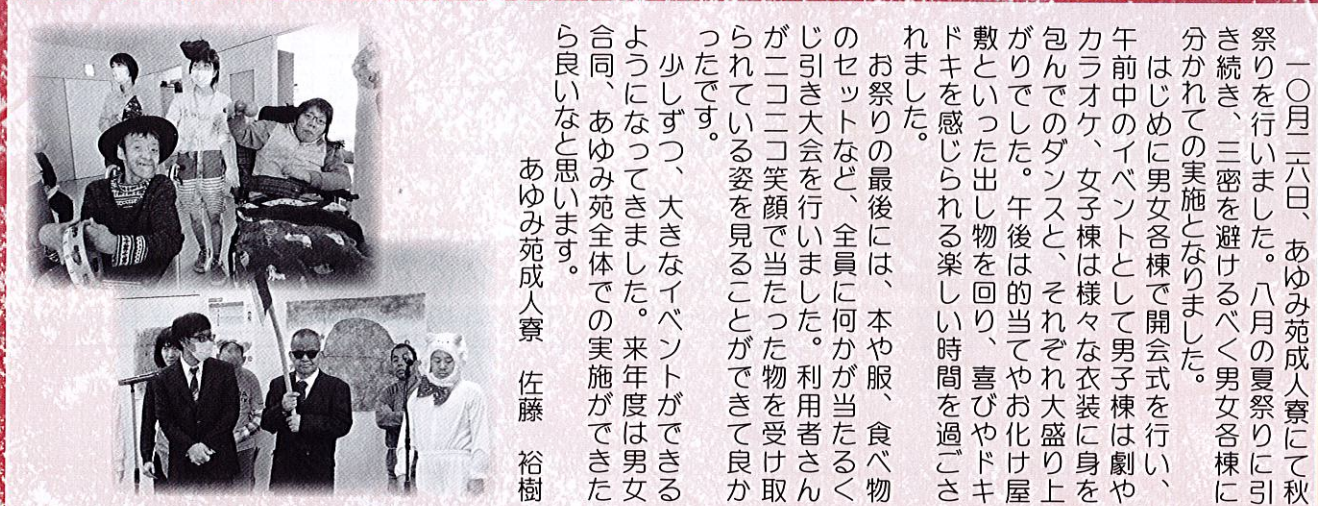 一〇月二六日、あゆみ苑成人寮にて秋
祭りを行いました。八月の夏祭りに引
き続き、三密を避けるべく男女各棟に
分かれての実施となりました。
はじめに男女各棟で開会式を行い、
午前中のイベントとして男子棟は劇や
カラオケ、女子棟は様々な衣装に身を
包んでのダンスと、それぞれ大盛り上
がりでした。午後は的当てやお化け屋
敷といった出し物を回り、喜びやドキ
ドキを感じられる楽しい時間を過ごさ
れました。
お祭りの最後には、本や服、食べ物
のセットなど、全員に何かが当たるく
じ引き大会を行いました。利用者さん
がニコニコ笑顔で当たった物を受け取
られている姿を見ることができて良か
ったです。
少しずつ、大きなイベントができる
ようになってきました。来年度は男女
合同、あゆみ苑全体での実施ができた
ら良いなと思います。
あゆみ苑成人寮 佐藤 裕樹